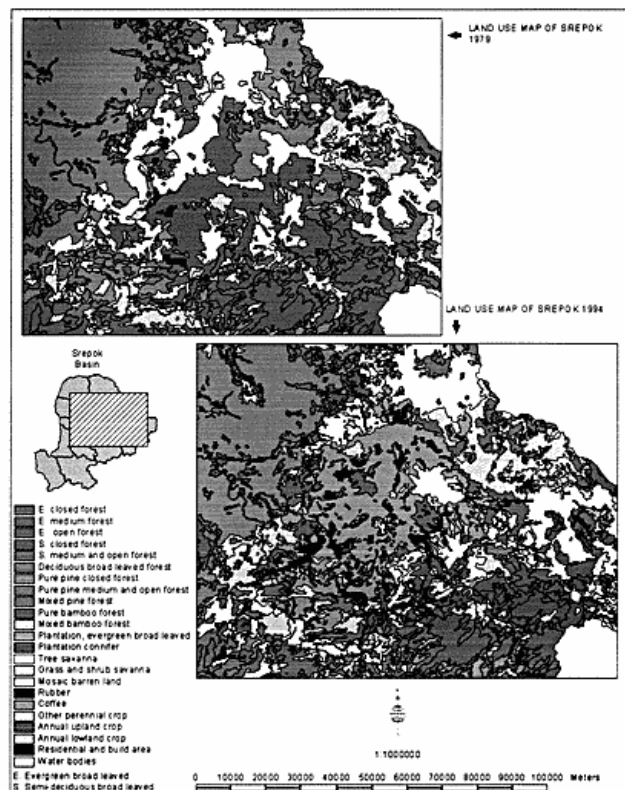 LAND USE MAP OF SREPOK
1979
LAND USE MAP OF SREPOK 1994
Srepok
Basin
E. closed forest
E. medium forest
E. open forest
S. closed forest
S. medium and open forest
Deciduous broad leaved forest
Pure pine closed forest
Pure pine medium and open forest
Mixed pine forest
Pure bamboo forest
Mixed bamboo forest
Plantation, evergreen broad leaved
Plantation connifer
Tree savanna
Grass and shrub savanna
Mosaic barren land
Rubber
Coffee
Other perennial crop
Annual upland crop
Annual lowland crop
Residential and build area
Water bodies
E. Evergreen broad leaved
S. Semi-deciduous broad leaved
1:1000000
0 10000 20000 30000 40000 50000 60000 70000 80000 90000 100000 Meters